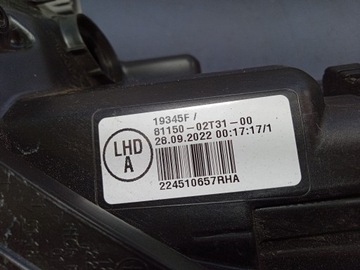 19345F /
81150-02T31-00
28.09.2022 00:17:17/1
LHD
A
224510657RHA